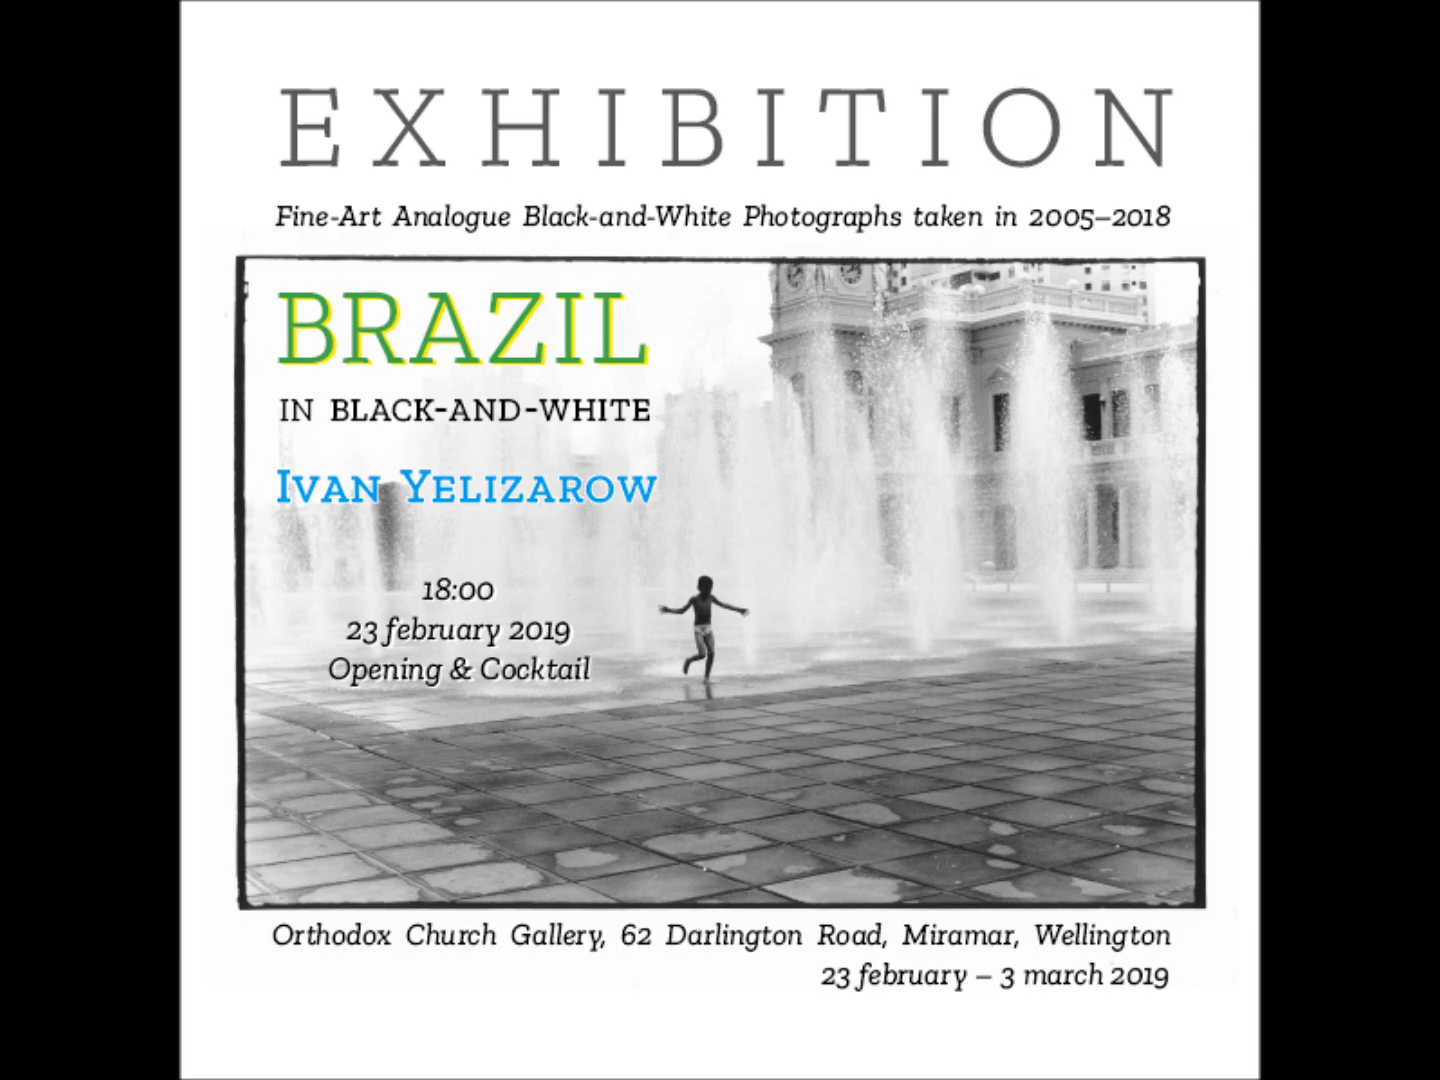 EXHIBITION
Fine-Art Analogue Black-and-White Photographs taken in 2005–2018
BRAZIL
IN BLACK-AND-WHITE
IVAN YELIZAROW
18:00
23 february 2019
Opening & Cocktail
Orthodox Church Gallery, 62 Darlington Road, Miramar, Wellington
23 february – 3 march 2019